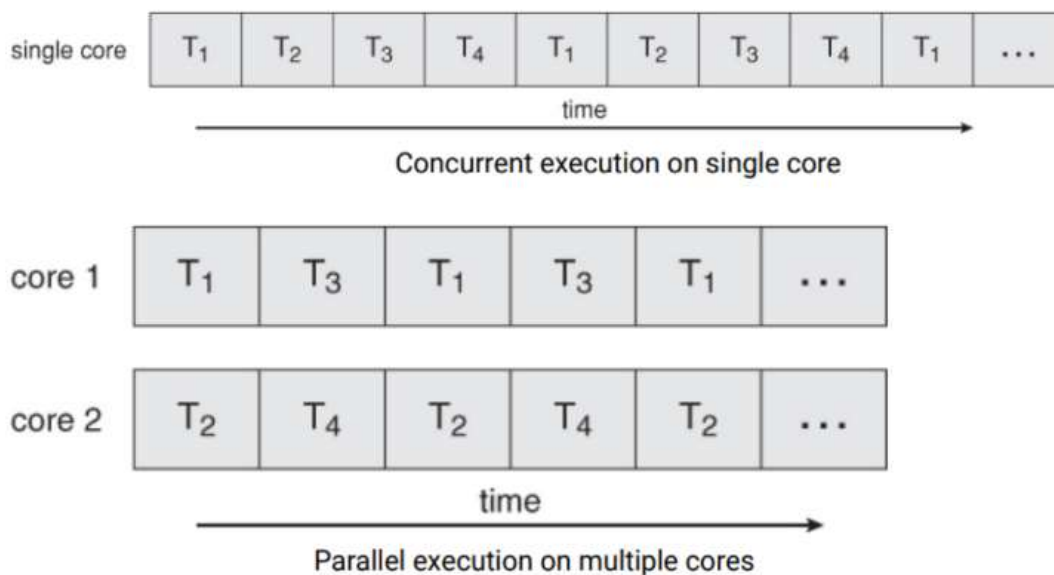 single core T₁ T₂ T₃ T₄ T₁ T₂ T₃ T₄ T₁ ...
time
Concurrent execution on single core
core 1 T₁ T₃ T₁ T₃ T₁ ...
core 2 T₂ T₄ T₂ T₄ T₂ ...
time
Parallel execution on multiple cores